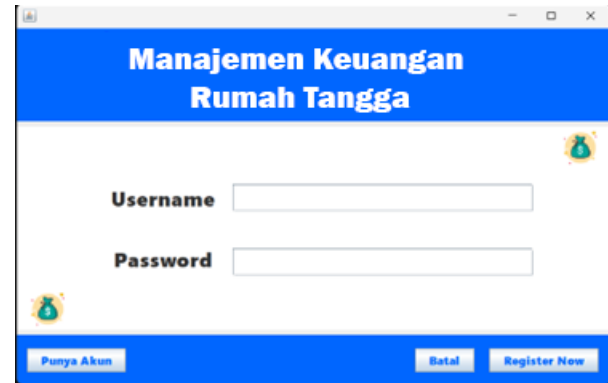 Manajemen Keuangan
Rumah Tangga
Username
Password
Punya Akun
Batal
Register Now